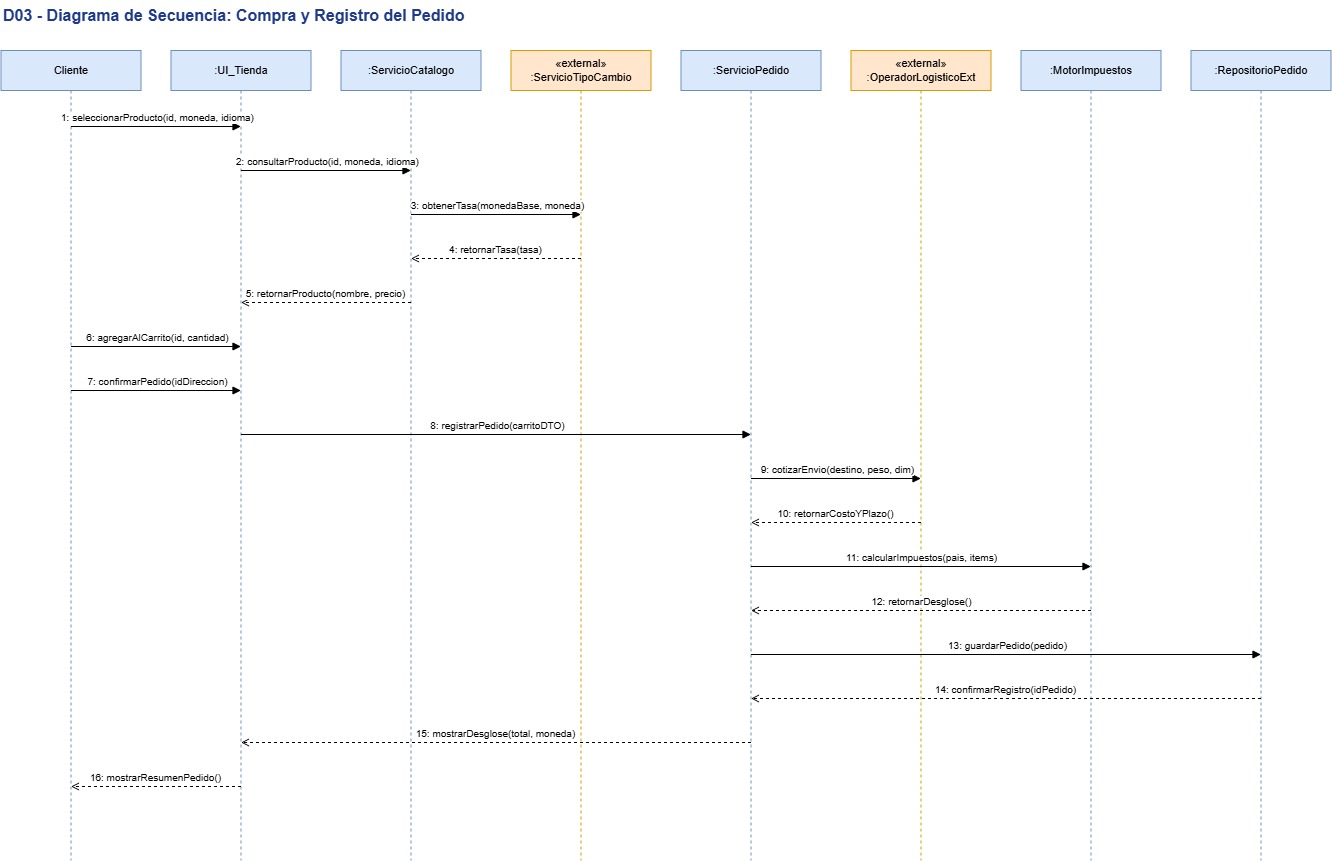 D03 - Diagrama de Secuencia: Compra y Registro del Pedido
Cliente
:UI_Tienda
:ServicioCatalogo
«external»
:ServicioTipoCambio
:ServicioPedido
«external»
:OperadorLogisticoExt
:MotorImpuestos
:RepositorioPedido
1: seleccionarProducto(id, moneda, idioma)
2: consultarProducto(id, moneda, idioma)
3: obtenerTasa(monedaBase, moneda)
4: retornarTasa(tasa)
5: retornarProducto(nombre, precio)
6: agregarAlCarrito(id, cantidad)
7: confirmarPedido(idDireccion)
8: registrarPedido(carritoDTO)
9: cotizarEnvio(destino, peso, dim)
10: retornarCostoYPlazo()
11: calcularImpuestos(pais, items)
12: retornarDesglose()
13: guardarPedido(pedido)
14: confirmarRegistro(idPedido)
15: mostrarDesglose(total, moneda)
16: mostrarResumenPedido()